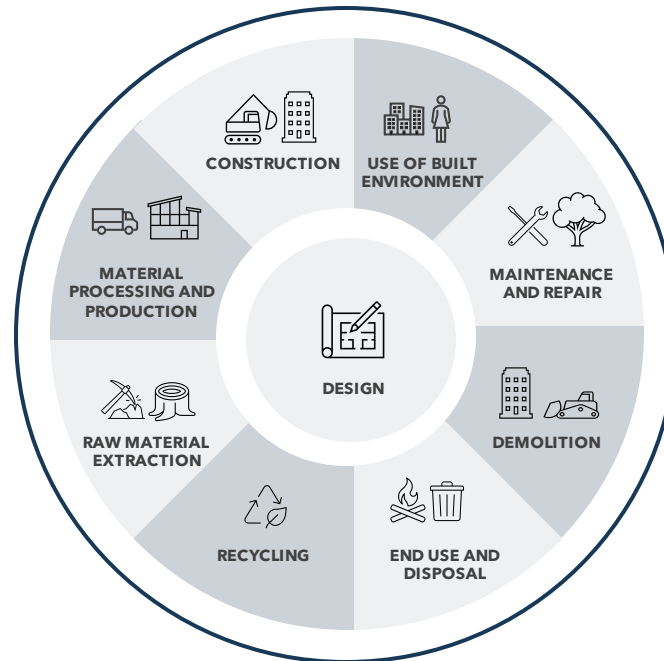 CONSTRUCTION
USE OF BUILT
ENVIRONMENT
MAINTENANCE
AND REPAIR
DEMOLITION
END USE AND
DISPOSAL
RECYCLING
RAW MATERIAL
EXTRACTION
MATERIAL
PROCESSING AND
PRODUCTION
DESIGN